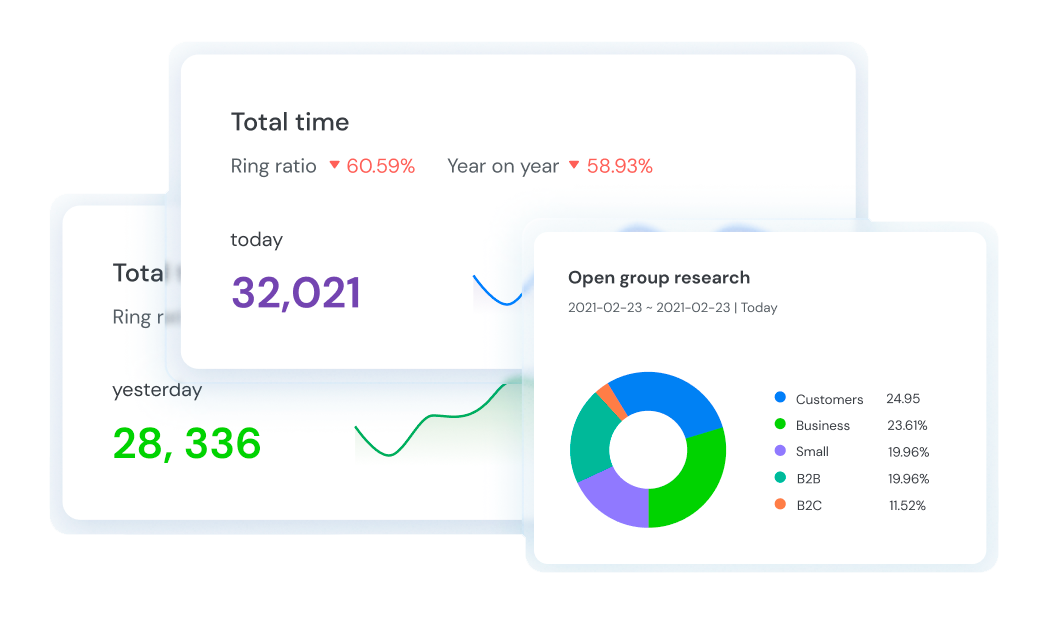 Total time
Ring ratio 60.59% Year on year 58.93%
today
32,021
Total
Ring
yesterday
28, 336
Open group research
2021-02-23 ~ 2021-02-23 | Today
Customers 24.95
Business 23.61%
Small 19.96%
B2B 19.96%
B2C 11.52%